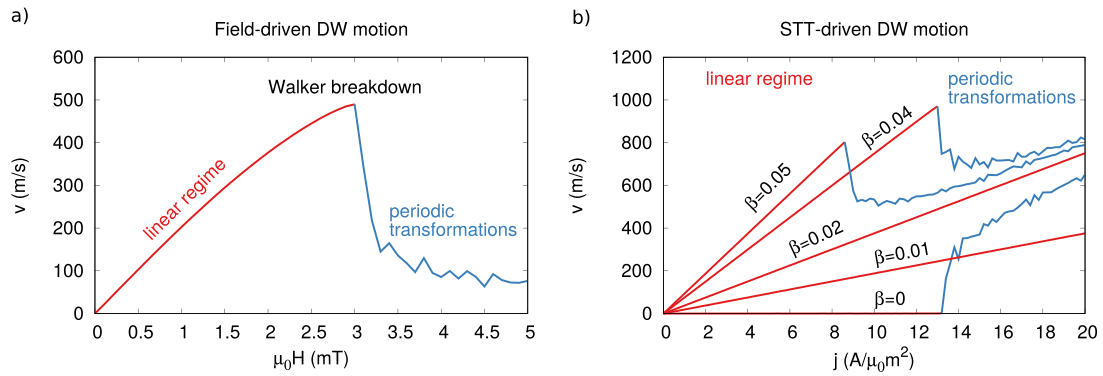 a)
Field-driven DW motion
600
500
400
300
200
100
0
v (m/s)
Walker breakdown
linear regime
periodic
transformations
0 0.5 1 1.5 2 2.5 3 3.5 4 4.5 5
μ0H (mT)
b)
STT-driven DW motion
1200
1000
800
600
400
200
0
v (m/s)
linear regime
periodic
transformations
β=0.04
β=0.05
β=0.02
β=0.01
β=0
0 2 4 6 8 10 12 14 16 18 20
j (A/μ0m²)